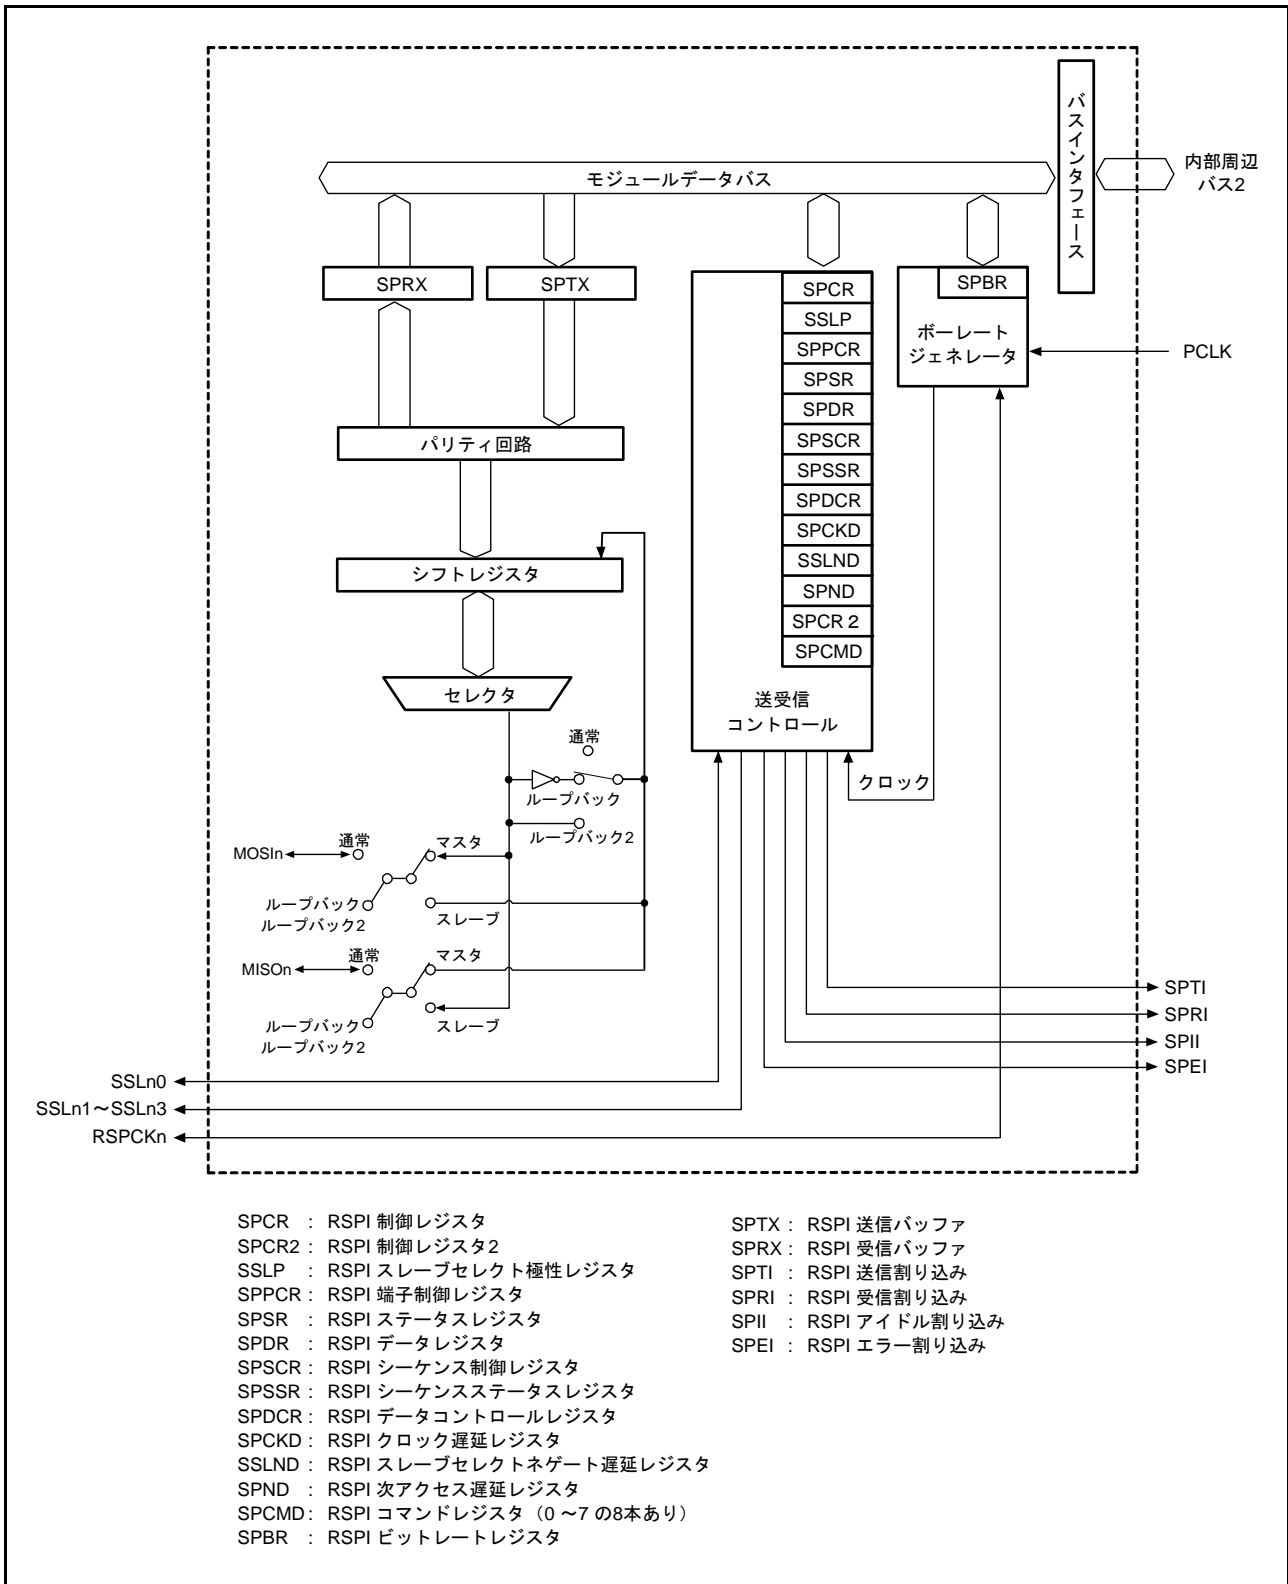 バスインタフェース
内部周辺
バス2
モジュールデータバス
SPRX
SPTX
SPCR
SSLP
SPPCR
SPSR
SPDR
SPSCR
SPSSR
SPDCR
SPCKD
SSLND
SPND
SPCR２
SPCMD
送受信
コントロール
SPBR
ボーレート
ジェネレータ
PCLK
パリティ回路
シフトレジスタ
セレクタ
通常
ループバック
ループバック2
クロック
MOSIn
通常
マスタ
ループバック
ループバック2
スレーブ
MISOn
通常
マスタ
ループバック
ループバック2
スレーブ
SPTI
SPRI
SPII
SPEI
SSLn0
SSLn1～SSLn3
RSPCKn
SPCR : RSPI 制御レジスタ
SPCR2 : RSPI 制御レジスタ2
SSLP : RSPI スレーブセレクト極性レジスタ
SPPCR : RSPI 端子制御レジスタ
SPSR : RSPI ステータスレジスタ
SPDR : RSPI データレジスタ
SPSCR : RSPI シーケンス制御レジスタ
SPSSR : RSPI シーケンスステータスレジスタ
SPDCR : RSPI データコントロールレジスタ
SPCKD : RSPI クロック遅延レジスタ
SSLND : RSPI スレーブセレクトネゲート遅延レジスタ
SPND : RSPI 次アクセス遅延レジスタ
SPCMD : RSPI コマンドレジスタ（0 ～7 の8本あり）
SPBR : RSPI ビットレートレジスタ
SPTX : RSPI 送信バッファ
SPRX : RSPI 受信バッファ
SPTI : RSPI 送信割り込み
SPRI : RSPI 受信割り込み
SPII : RSPI アイドル割り込み
SPEI : RSPI エラー割り込み